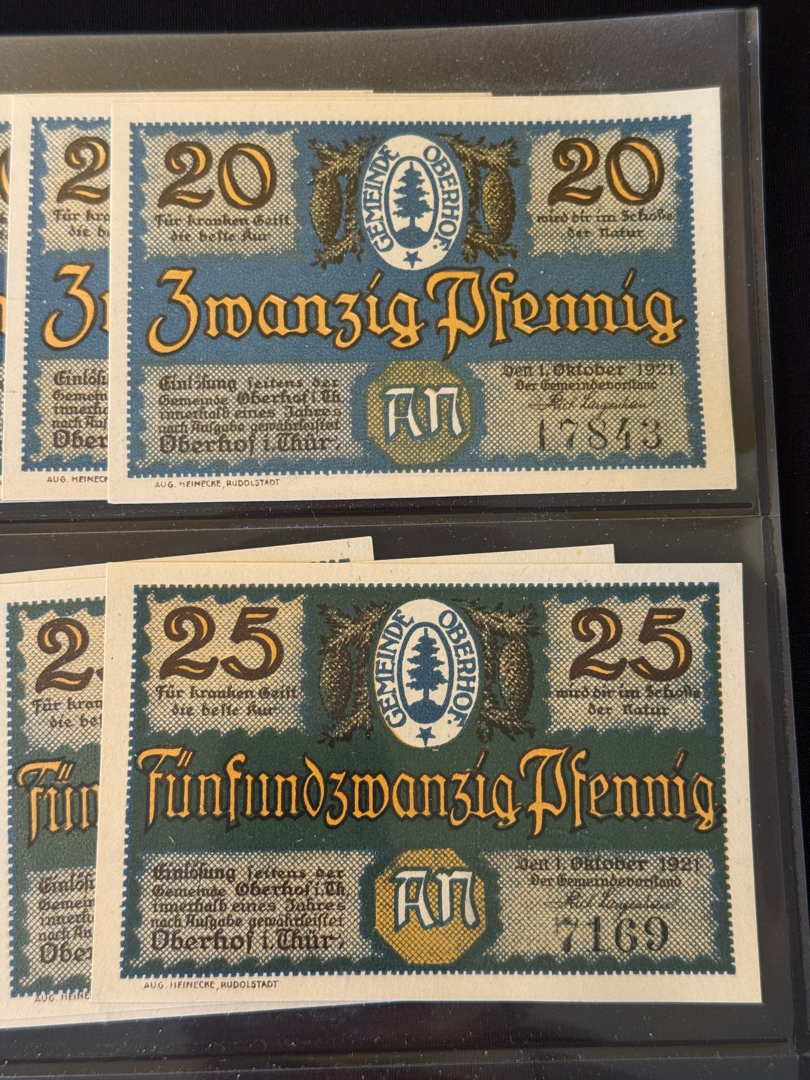 20
20
Für kranken Geist
die beste Kur
wird dir im Schoße
der Natur
GEMEINDE OBERHOF.
Zwanzig Pfennig
Einlösung seitens der
Gemeinde Oberhof i. Th.
innerhalb eines Jahres
nach Ausgabe gewährleistet
Oberhof i. Thür.
AN
Den 1. Oktober 1921
Der Gemeindevorstand
17843
AUG. HEINECKE, RUDOLSTADT
25
25
Für kranken Geist
die beste Kur
wird dir im Schoße
der Natur
GEMEINDE OBERHOF.
Fünfundzwanzig Pfennig
Einlösung seitens der
Gemeinde Oberhof i. Th.
innerhalb eines Jahres
nach Ausgabe gewährleistet
Oberhof i. Thür.
AN
Den 1. Oktober 1921
Der Gemeindevorstand
7169
AUG. HEINECKE, RUDOLSTADT